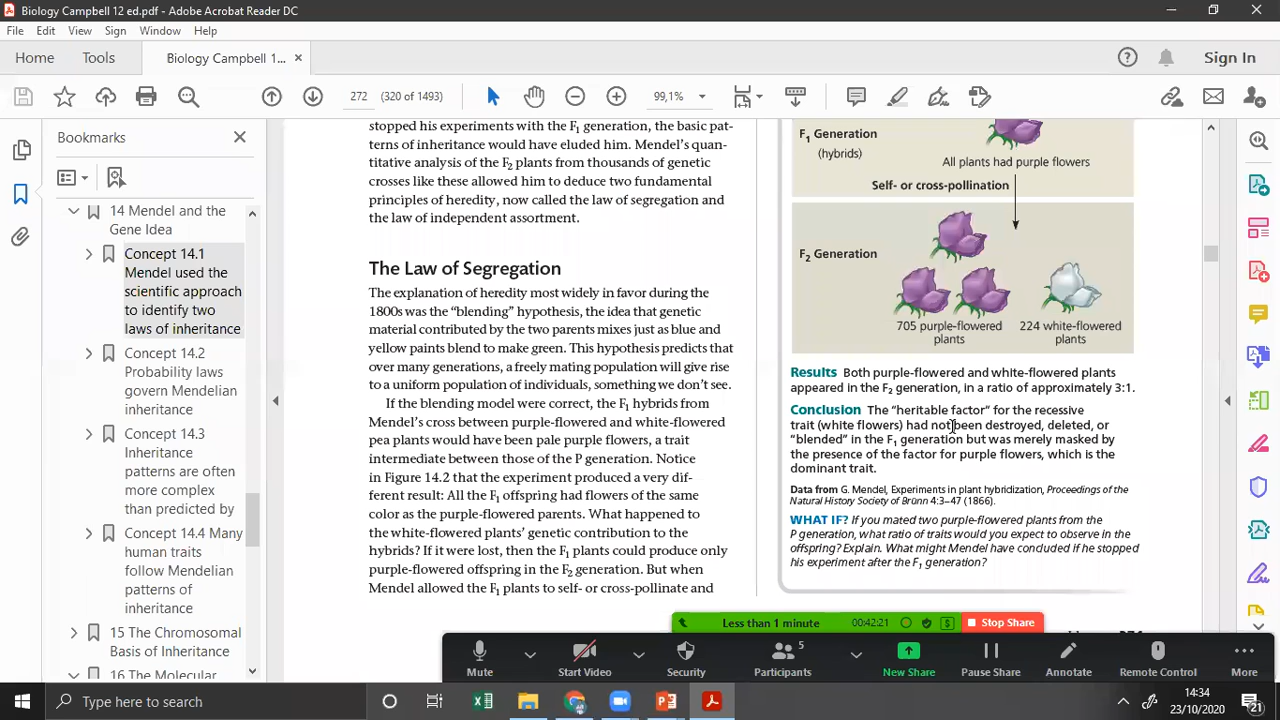 Biology Campbell 12 ed.pdf - Adobe Acrobat Reader DC
File Edit View Sign Window Help
Home Tools Biology Campbell 1... Sign In
272 (320 of 1493) 99,1%
Bookmarks
14 Mendel and the
Gene Idea
Concept 14.1
Mendel used the
scientific approach
to identify two
laws of inheritance
Concept 14.2
Probability laws
govern Mendelian
inheritance
Concept 14.3
Inheritance
patterns are often
more complex
than predicted by
Concept 14.4 Many
human traits
follow Mendelian
patterns of
inheritance
15 The Chromosomal
Basis of Inheritance
16 The Molecular
stopped his experiments with the F1 generation, the basic pat-
terns of inheritance would have eluded him. Mendel's quan-
titative analysis of the F2 plants from thousands of genetic
crosses like these allowed him to deduce two fundamental
principles of heredity, now called the law of segregation and
the law of independent assortment.
The Law of Segregation
The explanation of heredity most widely in favor during the
1800s was the “blending” hypothesis, the idea that genetic
material contributed by the two parents mixes just as blue and
yellow paints blend to make green. This hypothesis predicts that
over many generations, a freely mating population will give rise
to a uniform population of individuals, something we don't see.
If the blending model were correct, the F1 hybrids from
Mendel's cross between purple-flowered and white-flowered
pea plants would have been pale purple flowers, a trait
intermediate between those of the P generation. Notice
in Figure 14.2 that the experiment produced a very dif-
ferent result: All the F1 offspring had flowers of the same
color as the purple-flowered parents. What happened to
the white-flowered plants' genetic contribution to the
hybrids? If it were lost, then the F1 plants could produce only
purple-flowered offspring in the F2 generation. But when
Mendel allowed the F1 plants to self- or cross-pollinate and
F1 Generation
(hybrids)
All plants had purple flowers
Self- or cross-pollination
F2 Generation
705 purple-flowered
plants
224 white-flowered
plants
Results Both purple-flowered and white-flowered plants
appeared in the F2 generation, in a ratio of approximately 3:1.
Conclusion The “heritable factor” for the recessive
trait (white flowers) had not been destroyed, deleted, or
“blended” in the F1 generation but was merely masked by
the presence of the factor for purple flowers, which is the
dominant trait.
Data from G. Mendel, Experiments in plant hybridization, Proceedings of the
Natural History Society of Brünn 4:3–47 (1866).
WHAT IF? If you mated two purple-flowered plants from the
P generation, what ratio of traits would you expect to observe in the
offspring? Explain. What might Mendel have concluded if he stopped
his experiment after the F1 generation?
Less than 1 minute 00:42:21 Stop Share
Mute Start Video Security Participants 5 New Share Pause Share Annotate Remote Control More
Type here to search
14:34
23/10/2020
21